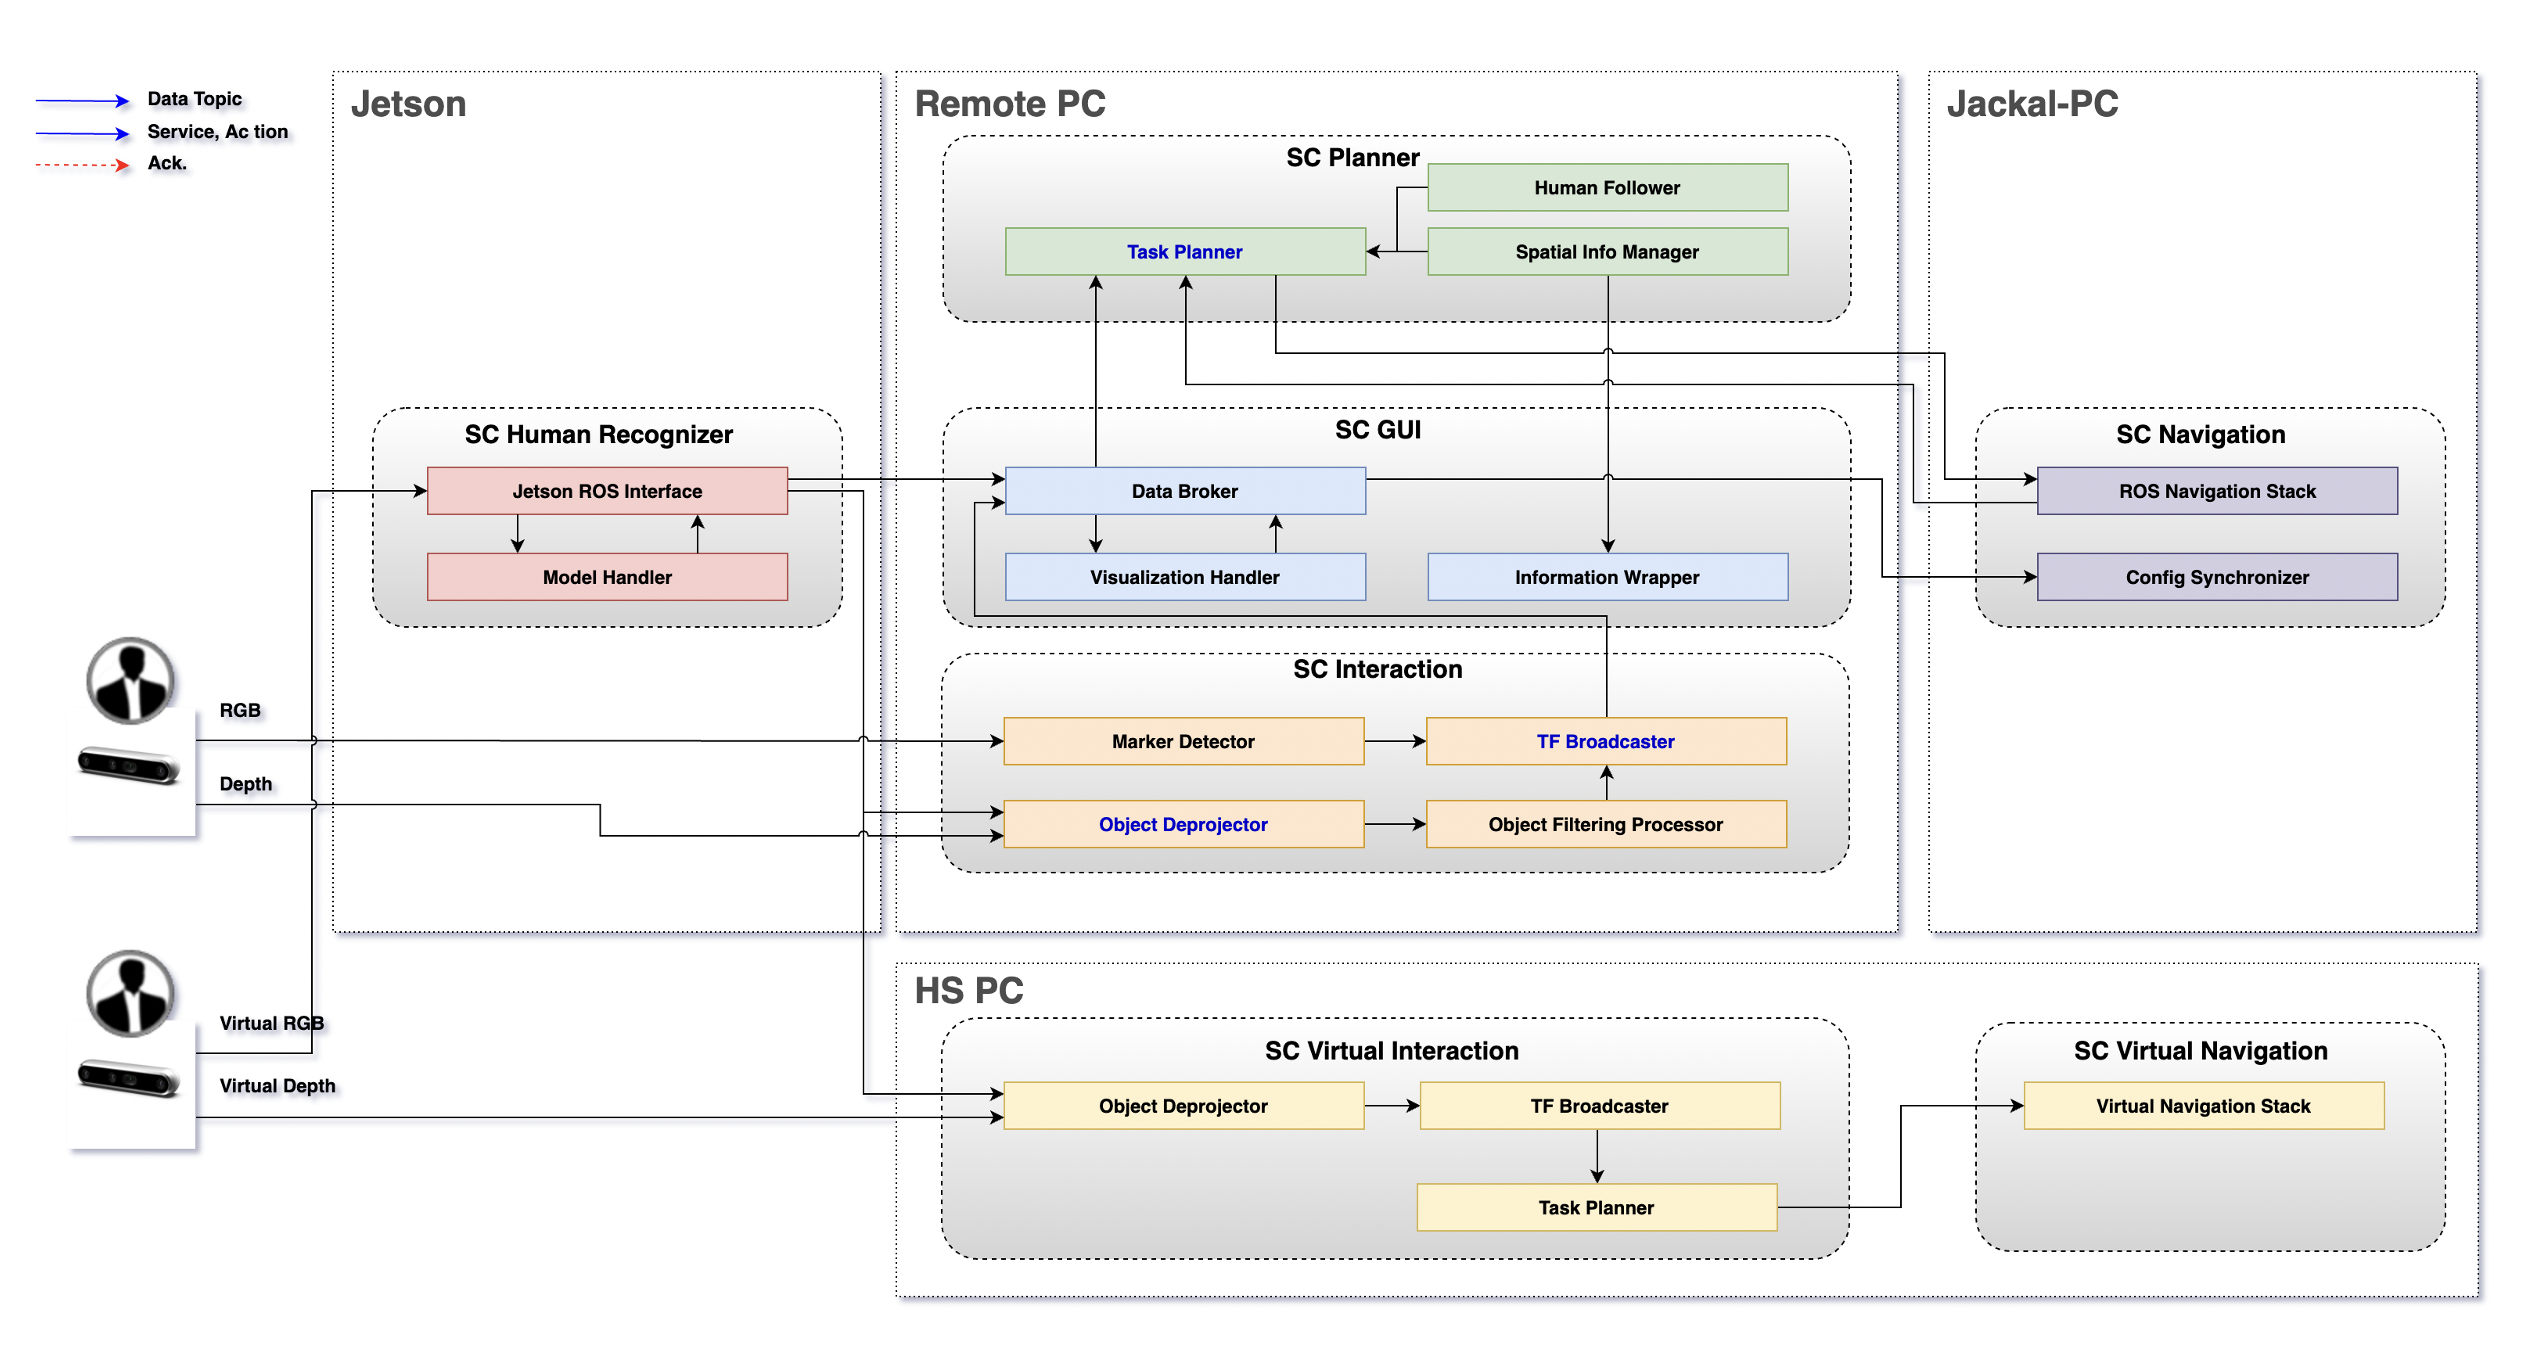 Data Topic
Service, Ac tion
Ack.
Jetson
SC Human Recognizer
Jetson ROS Interface
Model Handler
RGB
Depth
Virtual RGB
Virtual Depth
Remote PC
SC Planner
Human Follower
Task Planner
Spatial Info Manager
SC GUI
Data Broker
Visualization Handler
Information Wrapper
SC Interaction
Marker Detector
TF Broadcaster
Object Deprojector
Object Filtering Processor
Jackal-PC
SC Navigation
ROS Navigation Stack
Config Synchronizer
HS PC
SC Virtual Interaction
Object Deprojector
TF Broadcaster
Task Planner
SC Virtual Navigation
Virtual Navigation Stack